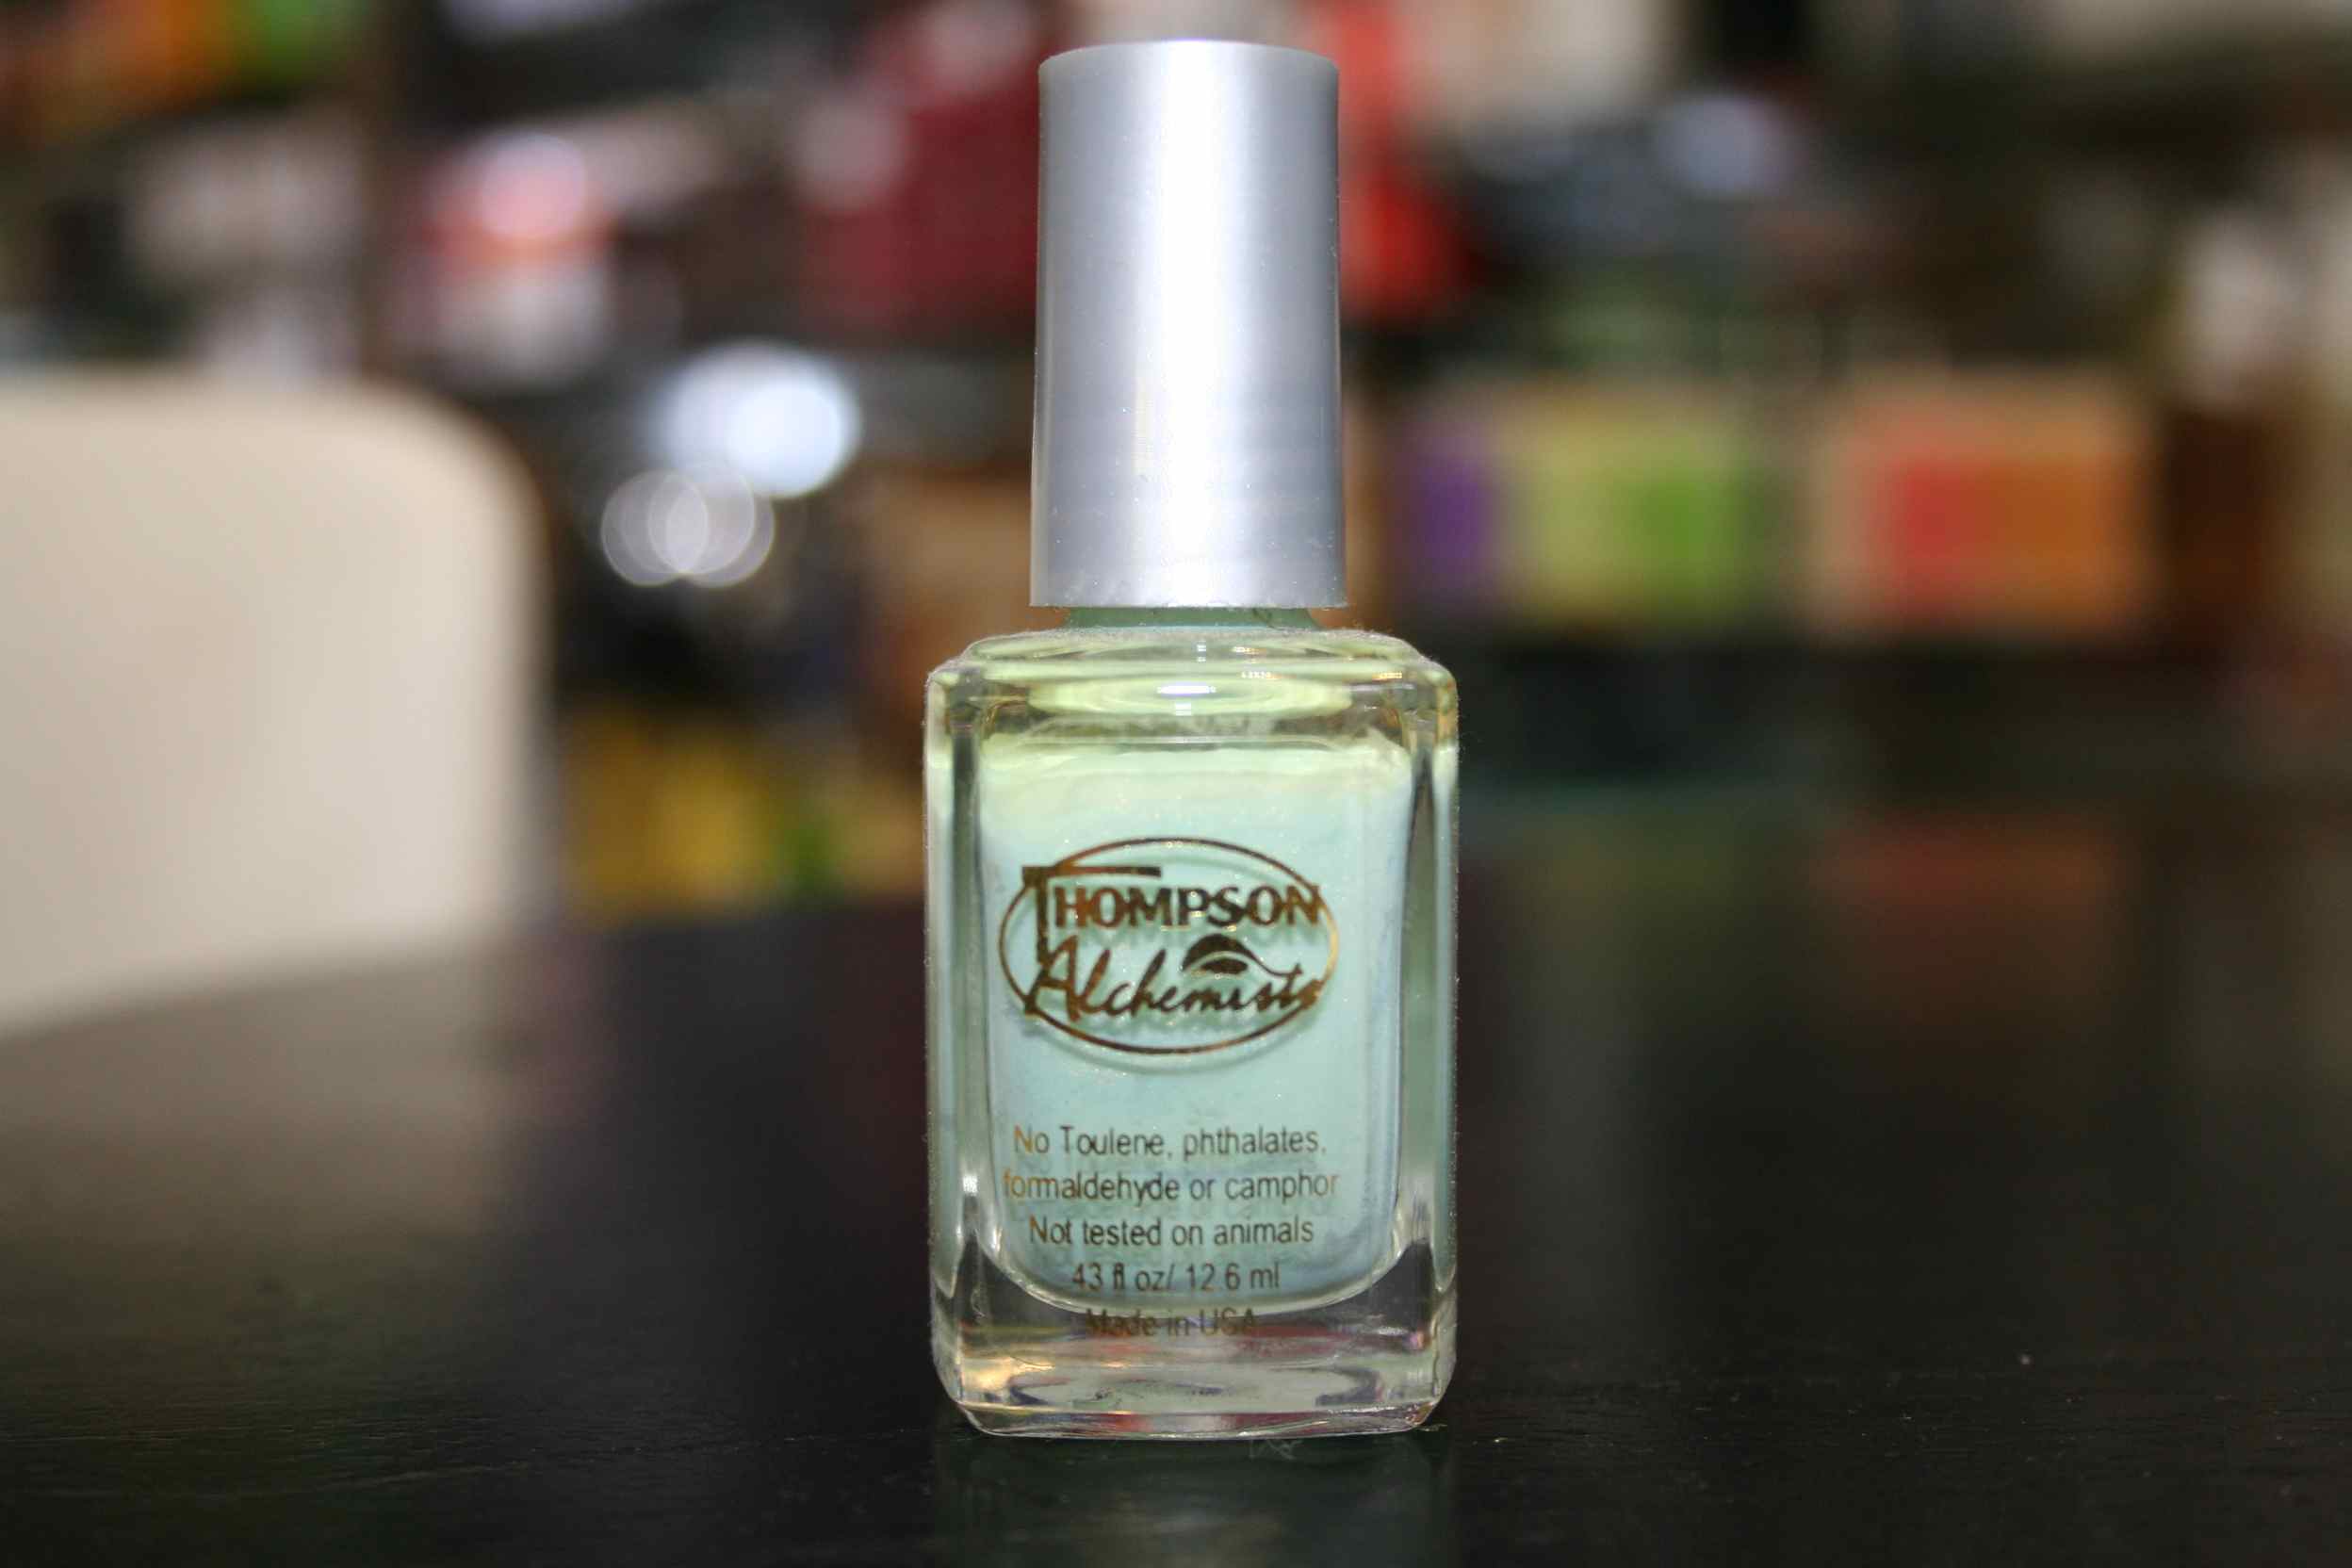 THOMPSON
Alchemists
No Toulene, phthalates,
formaldehyde or camphor
Not tested on animals
.43 fl oz/ 12.6 ml
Made in USA